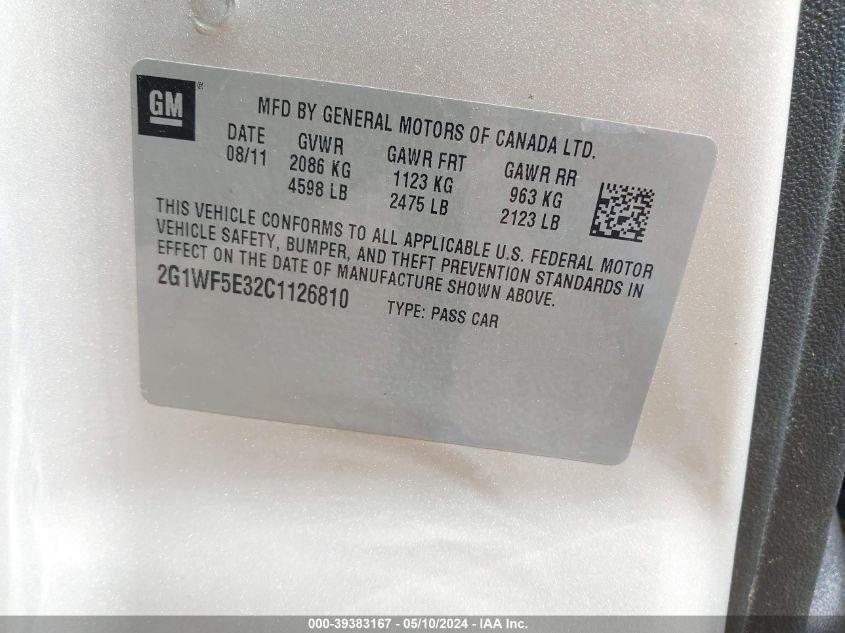 GM ®
MFD BY GENERAL MOTORS OF CANADA LTD.
DATE GVWR GAWR FRT GAWR RR
08/11 2086 KG 1123 KG 963 KG
4598 LB 2475 LB 2123 LB
THIS VEHICLE CONFORMS TO ALL APPLICABLE U.S. FEDERAL MOTOR
VEHICLE SAFETY, BUMPER, AND THEFT PREVENTION STANDARDS IN
EFFECT ON THE DATE OF MANUFACTURE SHOWN ABOVE.
2G1WF5E32C1126810 TYPE: PASS CAR
000-39383167 - 05/10/2024 - IAA Inc.